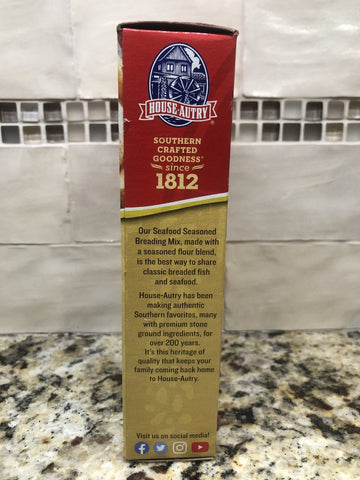 HOUSE-AUTRY®
SOUTHERN
CRAFTED
GOODNESS™
since
1812
Our Seafood Seasoned
Breading Mix, made with
a seasoned flour blend,
is the best way to share
classic breaded fish
and seafood.
House-Autry has been
making authentic
Southern favorites, many
with premium stone
ground ingredients, for
over 200 years.
It's this heritage of
quality that keeps your
family coming back home
to House-Autry.
Visit us on social media!